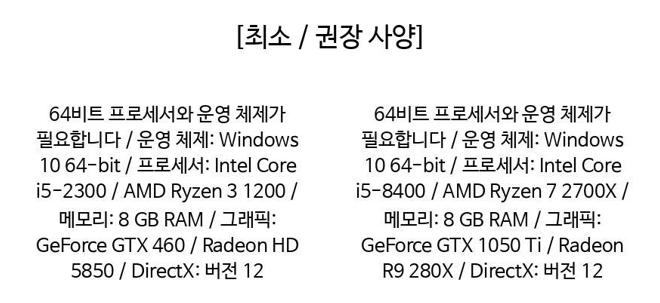 [최소 / 권장 사양]
64비트 프로세서와 운영 체제가
필요합니다 / 운영 체제: Windows
10 64-bit / 프로세서: Intel Core
i5-2300 / AMD Ryzen 3 1200 /
메모리: 8 GB RAM / 그래픽:
GeForce GTX 460 / Radeon HD
5850 / DirectX: 버전 12
64비트 프로세서와 운영 체제가
필요합니다 / 운영 체제: Windows
10 64-bit / 프로세서: Intel Core
i5-8400 / AMD Ryzen 7 2700X /
메모리: 8 GB RAM / 그래픽:
GeForce GTX 1050 Ti / Radeon
R9 280X / DirectX: 버전 12